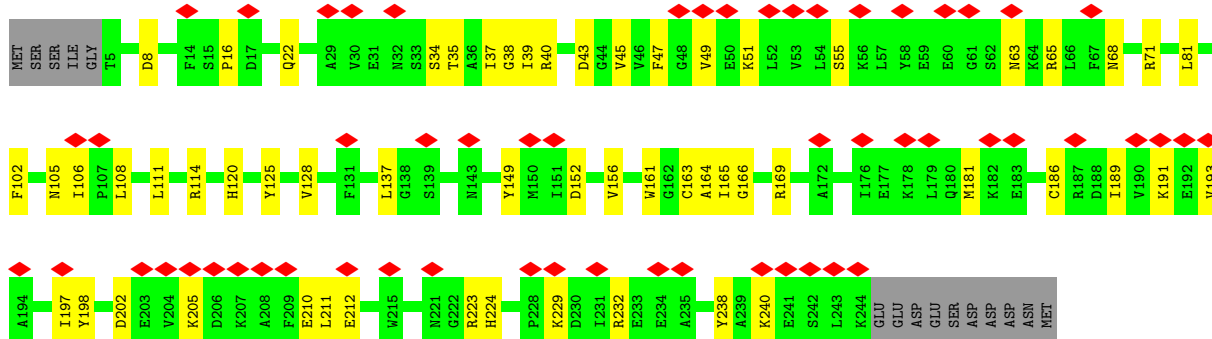 MET SER SER ILE GLY T5 D8 F14 S15 P16 D17 Q22 A29 V30 E31 N32 S33 S34 T35 A36 I37 G38 I39 R40 D43 G44 V45 V46 F47 G48 V49 E50 K51 L52 V53 L54 S55 K56 L57 Y58 E59 E60 G61 S62 N63 K64 R65 L66 F67 N68 R71 L81
F102 N105 I106 P107 L108 L111 R114 H120 Y125 V128 F131 L137 G138 S139 N143 Y149 M150 I151 D152 V156 W161 G162 C163 A164 I165 G166 R169 A172 I176 E177 K178 L179 Q180 M181 K182 E183 C186 R187 D188 I189 V190 K191 E192 V193
A194 I197 Y198 D202 E203 V204 K205 D206 K207 A208 F209 E210 L211 E212 W215 N221 G222 R223 H224 P228 K229 D230 I231 R232 E233 E234 A235 Y238 A239 K240 E241 S242 L243 K244 GLU GLU ASP GLU SER ASP ASP ASP ASN MET